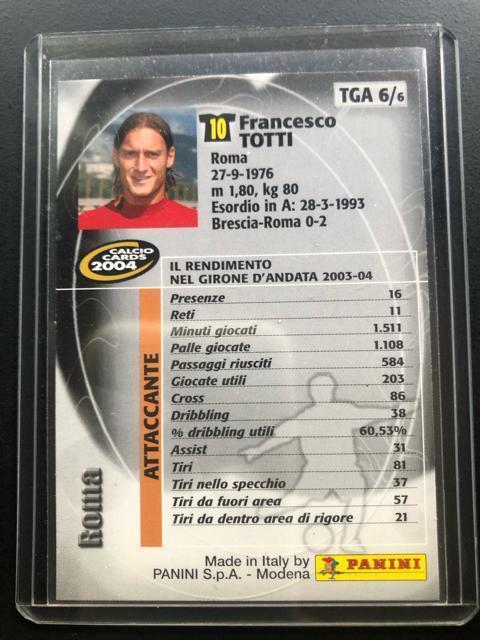 TGA 6/6
10 Francesco
TOTTI
Roma
27-9-1976
m 1,80, kg 80
Esordio in A: 28-3-1993
Brescia-Roma 0-2
CALCIO
CARDS
2004
IL RENDIMENTO
NEL GIRONE D'ANDATA 2003-04
Presenze 16
Reti 11
Minuti giocati 1.511
Palle giocate 1.108
Passaggi riusciti 584
Giocate utili 203
Cross 86
Dribbling 38
% dribbling utili 60,53%
Assist 31
Tiri 81
Tiri nello specchio 37
Tiri da fuori area 57
Tiri da dentro area di rigore 21
ATTACCANTE
Roma
Made in Italy by
PANINI S.p.A. - Modena
PANINI